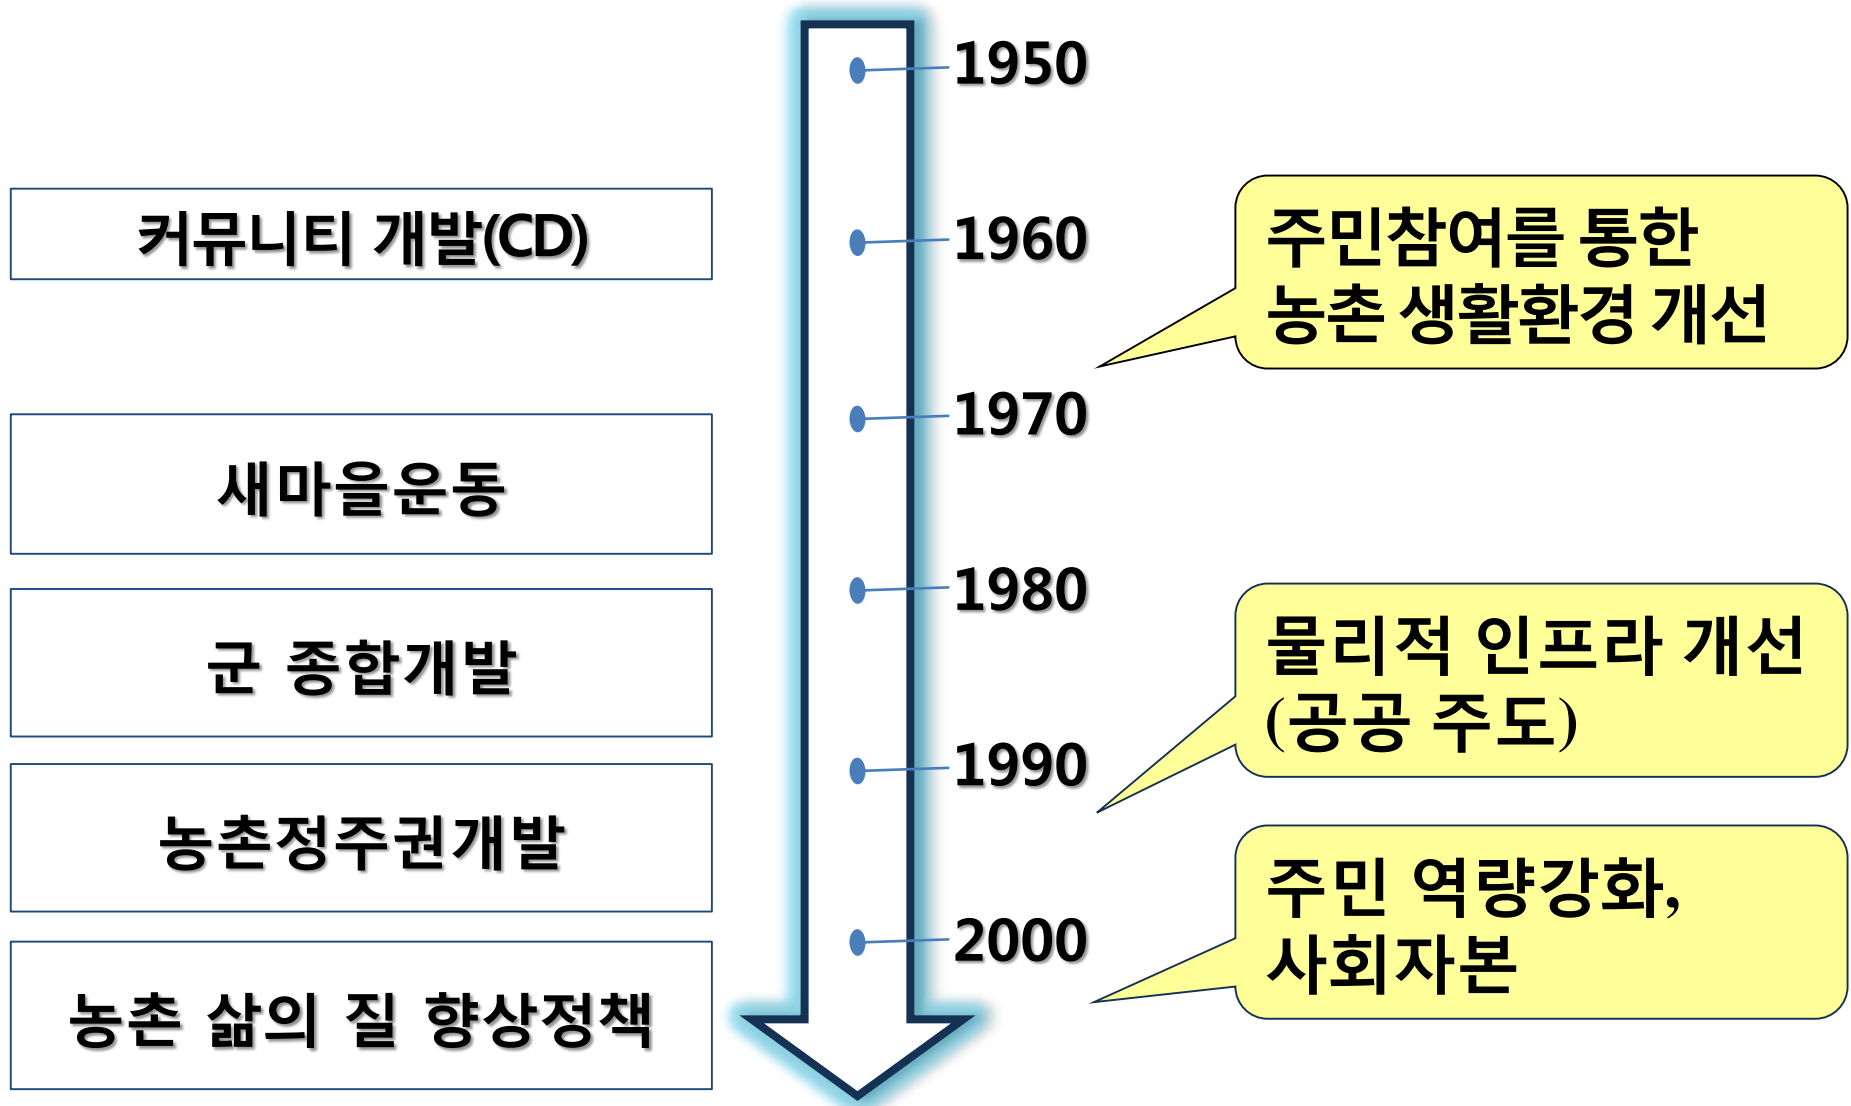 1950
커뮤니티 개발(CD)
1960
주민참여를 통한
농촌 생활환경 개선
1970
새마을운동
1980
군 종합개발
물리적 인프라 개선
(공공 주도)
1990
농촌정주권개발
주민 역량강화,
사회자본
2000
농촌 삶의 질 향상정책